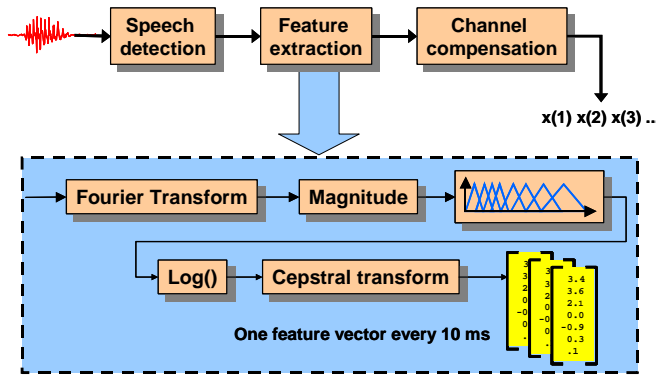 Speech detection
Feature extraction
Channel compensation
x(1) x(2) x(3) ..
Fourier Transform
Magnitude
Log()
Cepstral transform
3.4
3.6
2.1
0.0
-0.9
0.3
.1
One feature vector every 10 ms